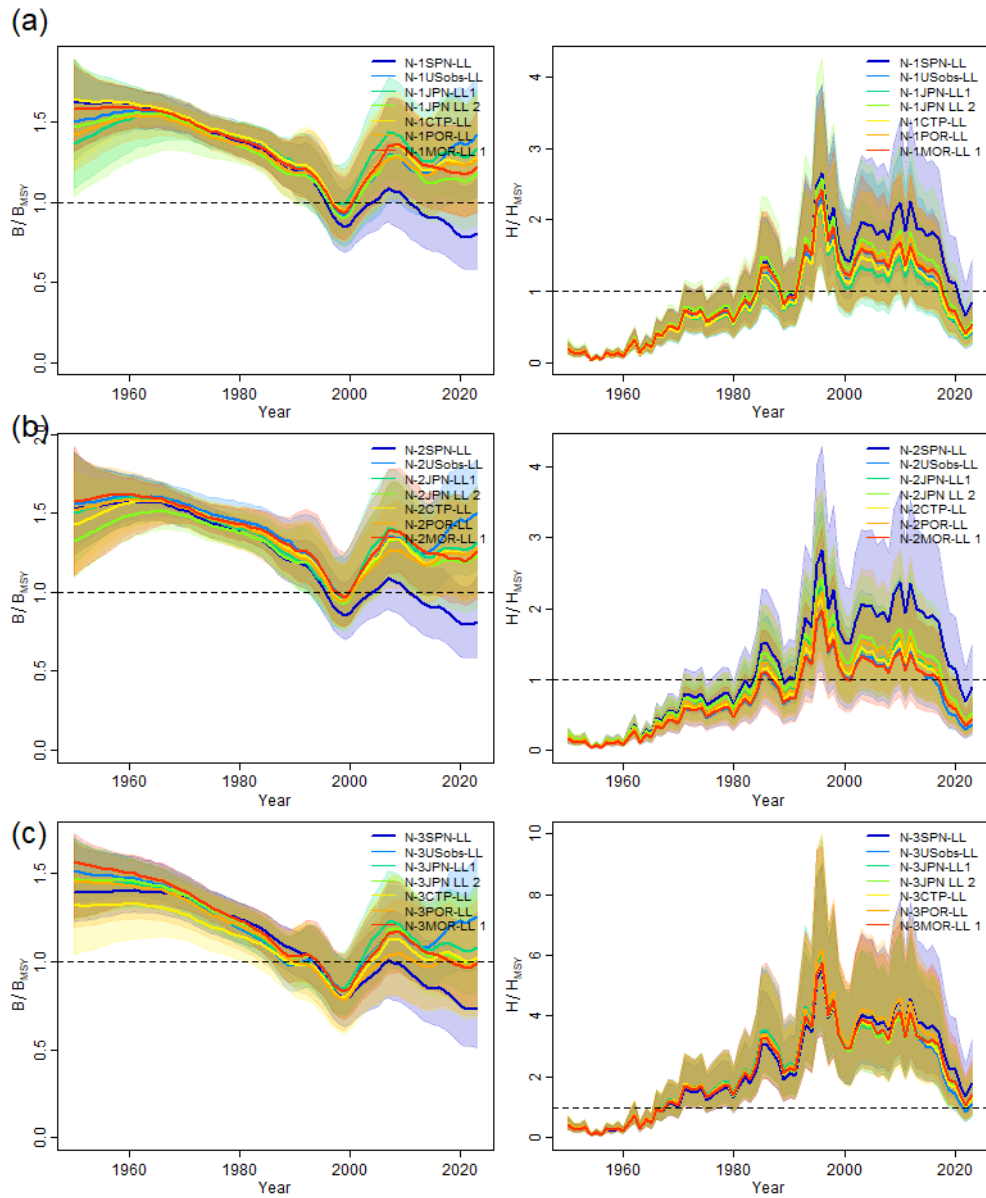 (a)
N-1SPN-LL
N-1USobs-LL
N-1JPN-LL1
N-1JPN LL 2
N-1CTP-LL
N-1POR-LL
N-1MOR-LL 1
B/ BMSY
0.0 0.5 1.0 1.5
1960 1980 2000 2020
Year
N-1SPN-LL
N-1USobs-LL
N-1JPN-LL1
N-1JPN LL 2
N-1CTP-LL
N-1POR-LL
N-1MOR-LL 1
H/ HMSY
0 1 2 3 4
1960 1980 2000 2020
Year
(b)
N-2SPN-LL
N-2USobs-LL
N-2JPN-LL1
N-2JPN LL 2
N-2CTP-LL
N-2POR-LL
N-2MOR-LL 1
B/ BMSY
0.0 0.5 1.0 1.5 2.0
1960 1980 2000 2020
Year
N-2SPN-LL
N-2USobs-LL
N-2JPN-LL1
N-2JPN LL 2
N-2CTP-LL
N-2POR-LL
N-2MOR-LL 1
H/ HMSY
0 1 2 3 4
1960 1980 2000 2020
Year
(c)
N-3SPN-LL
N-3USobs-LL
N-3JPN-LL1
N-3JPN LL 2
N-3CTP-LL
N-3POR-LL
N-3MOR-LL 1
B/ BMSY
0.0 0.5 1.0 1.5
1960 1980 2000 2020
Year
N-3SPN-LL
N-3USobs-LL
N-3JPN-LL1
N-3JPN LL 2
N-3CTP-LL
N-3POR-LL
N-3MOR-LL 1
H/ HMSY
0 2 4 6 8 10
1960 1980 2000 2020
Year